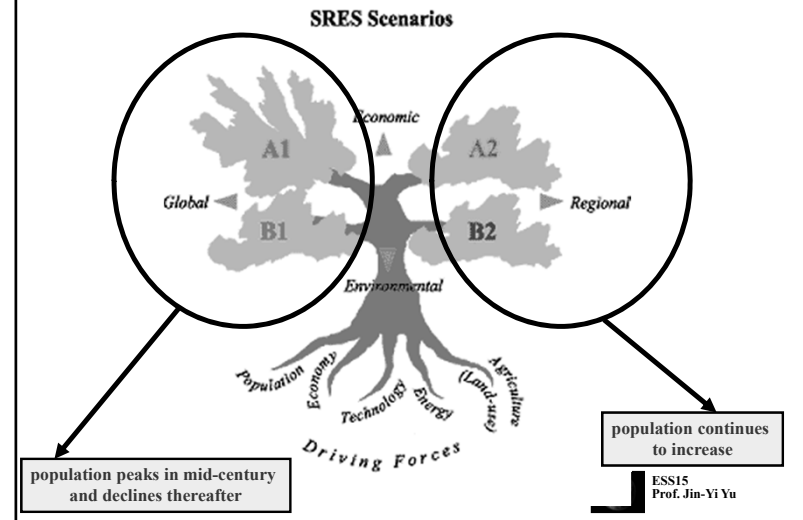 SRES Scenarios
Economic
A1
A2
Global
Regional
B1
B2
Environmental
Population
Economy
Technology
Energy
Agriculture
(Land-use)
Driving Forces
population continues
to increase
population peaks in mid-century
and declines thereafter
ESS15
Prof. Jin-Yi Yu